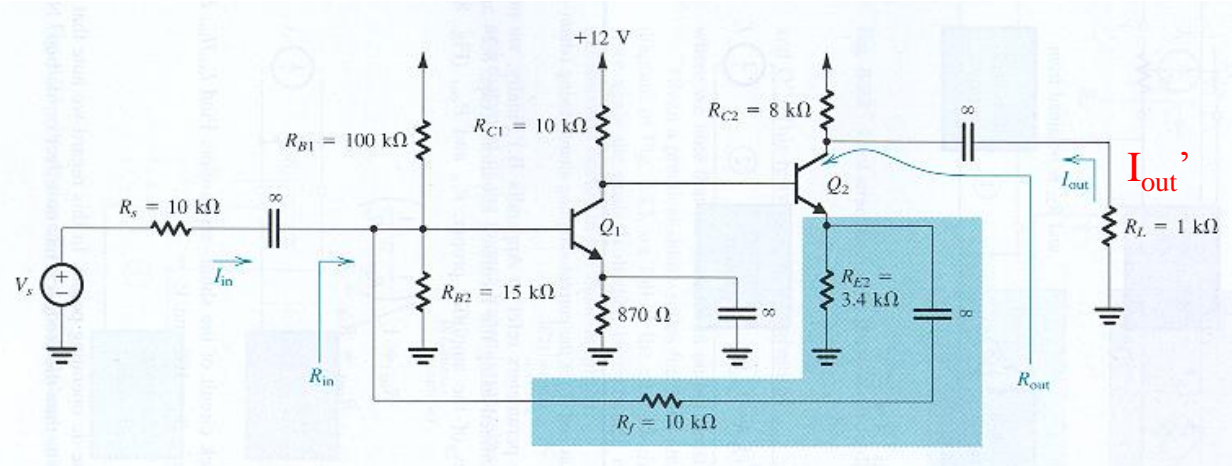 +12 V
R_B1 = 100 kΩ
R_C1 = 10 kΩ
R_C2 = 8 kΩ
∞
I_out
I_out’
R_s = 10 kΩ
∞
Q_1
Q_2
R_L = 1 kΩ
V_s
+
−
I_in
R_B2 = 15 kΩ
870 Ω
∞
R_E2 =
3.4 kΩ
∞
R_in
R_out
R_f = 10 kΩ